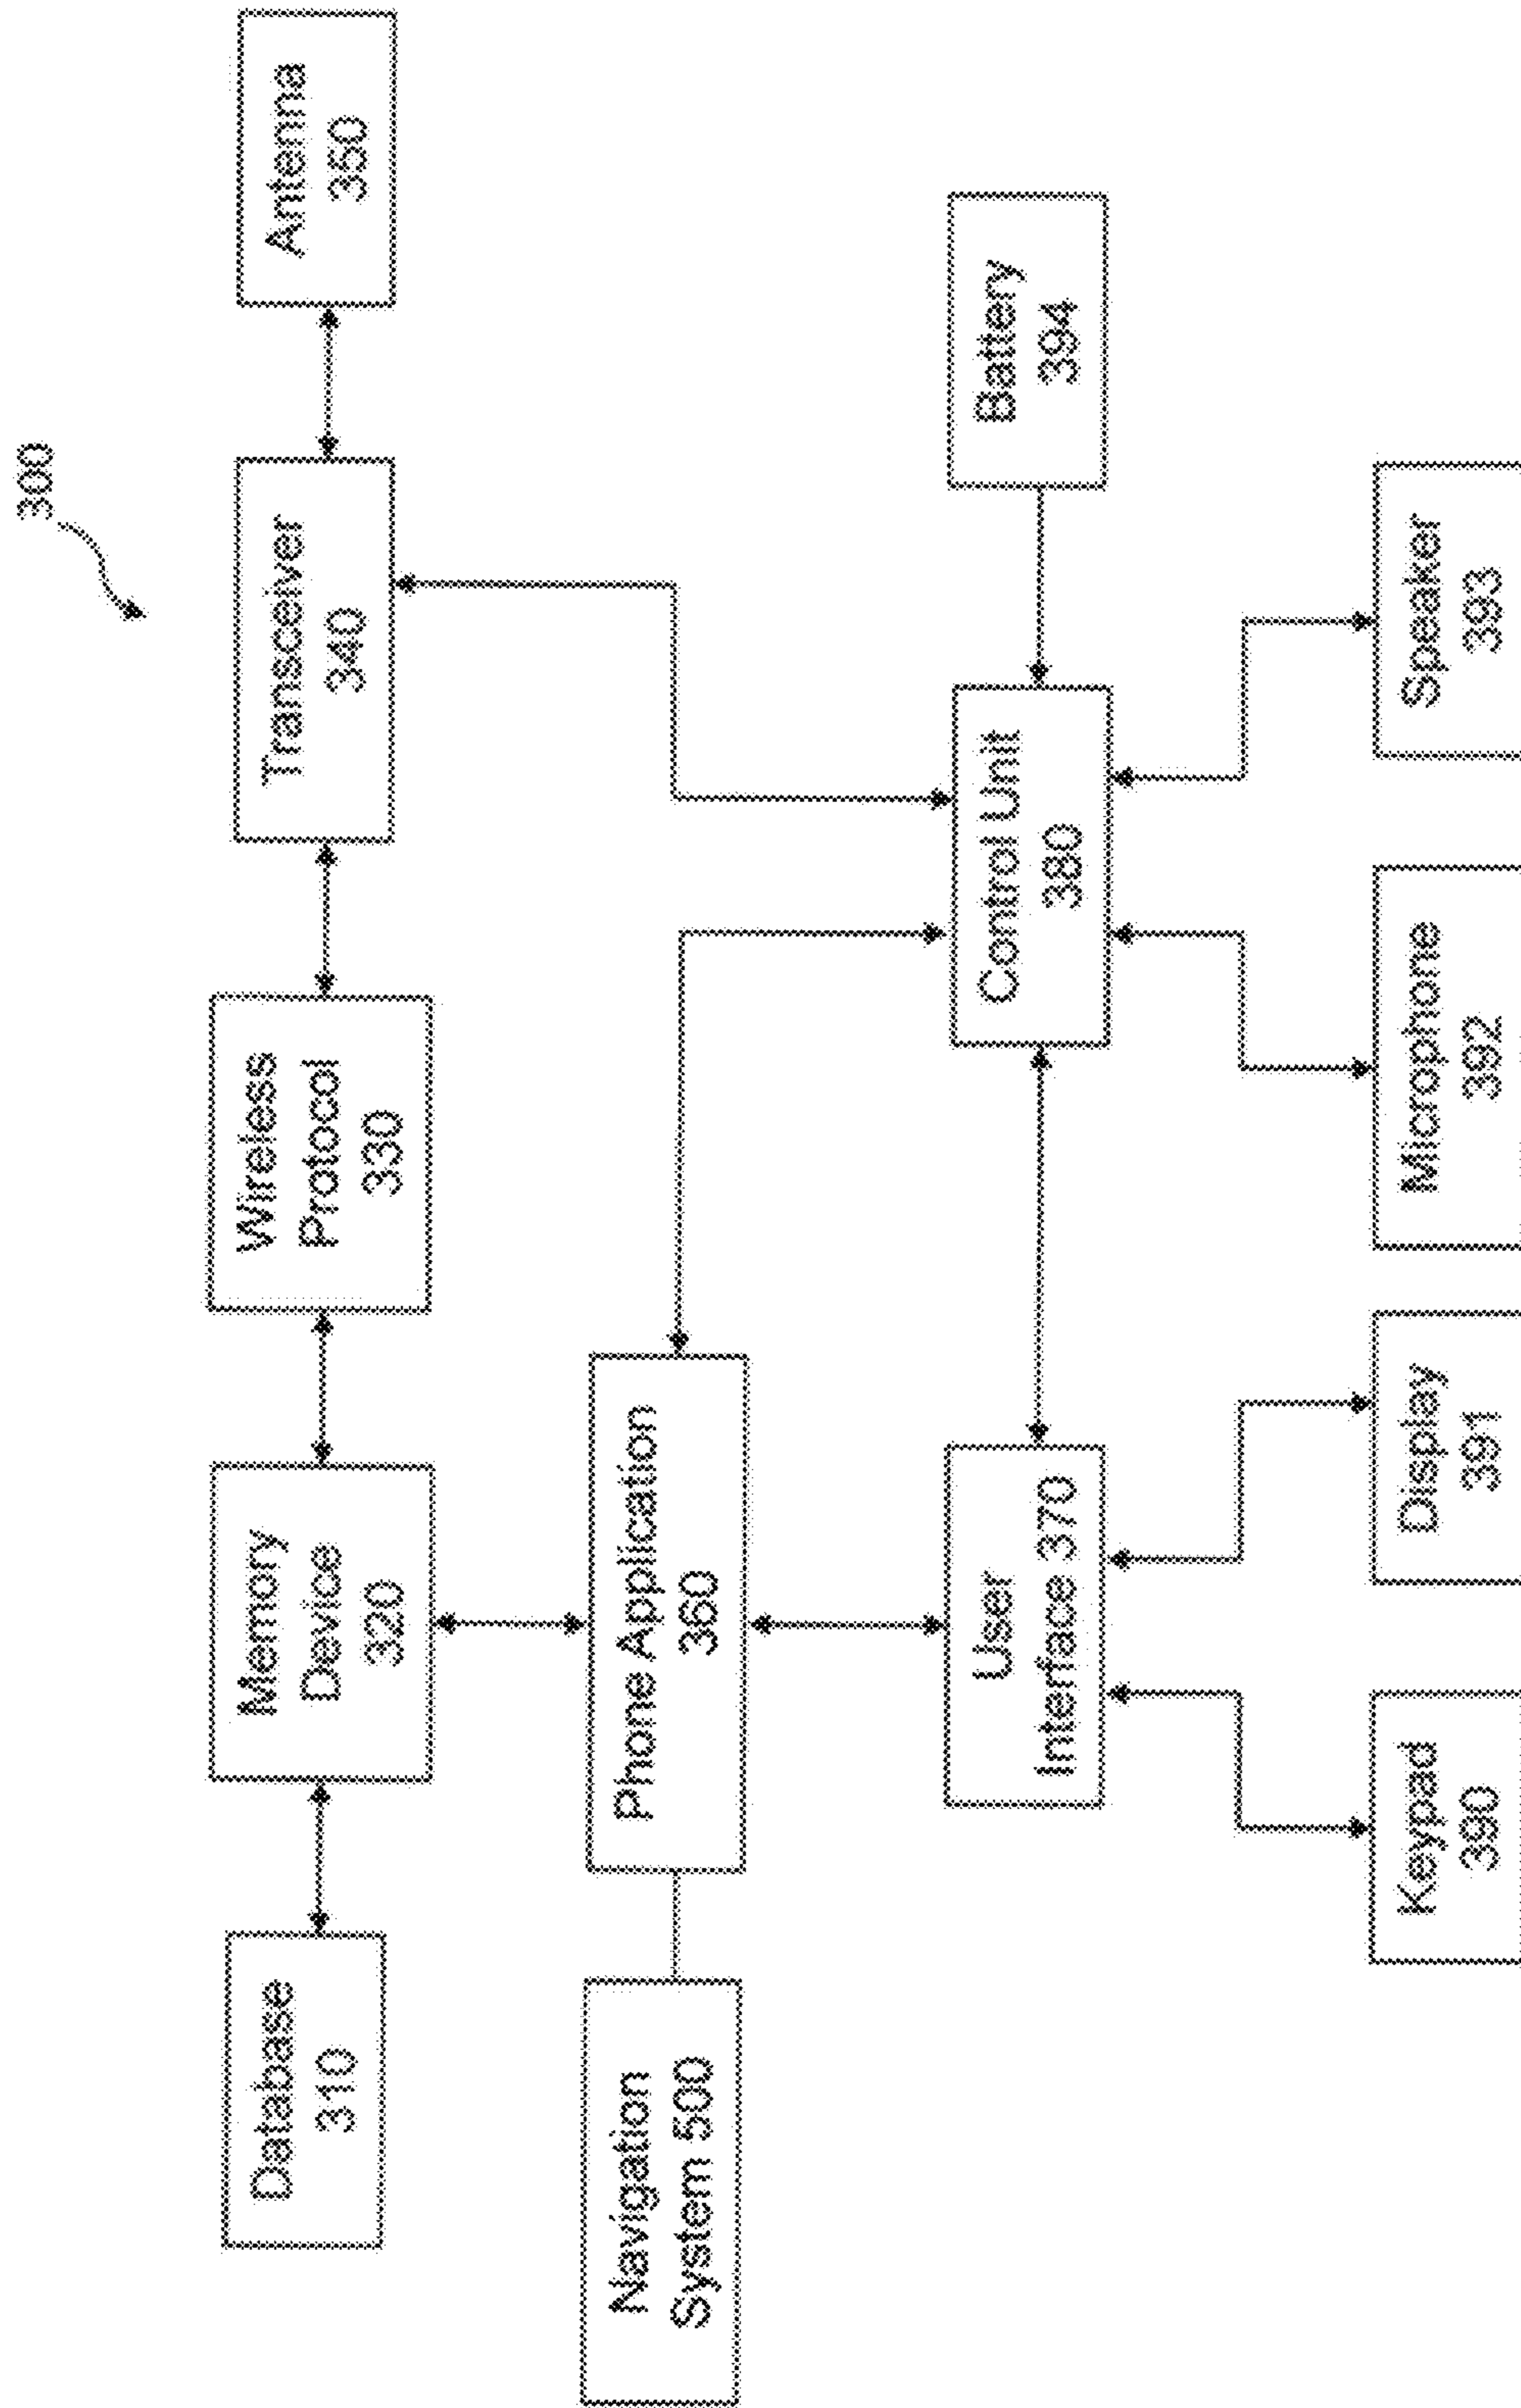 300
Database
310
Memory
Device
320
Wireless
Protocol
330
Transceiver
340
Antenna
350
Navigation
System 500
Phone Application
360
User
Interface 370
Control Unit
380
Battery
394
Keypad
390
Display
391
Microphone
392
Speaker
393